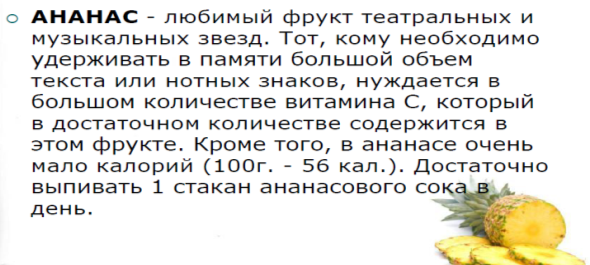 АНАНАС - любимый фрукт театральных и
музыкальных звезд. Тот, кому необходимо
удерживать в памяти большой объем
текста или нотных знаков, нуждается в
большом количестве витамина С, который
в достаточном количестве содержится в
этом фрукте. Кроме того, в ананасе очень
мало калорий (100г. - 56 кал.). Достаточно
выпивать 1 стакан ананасового сока в
день.